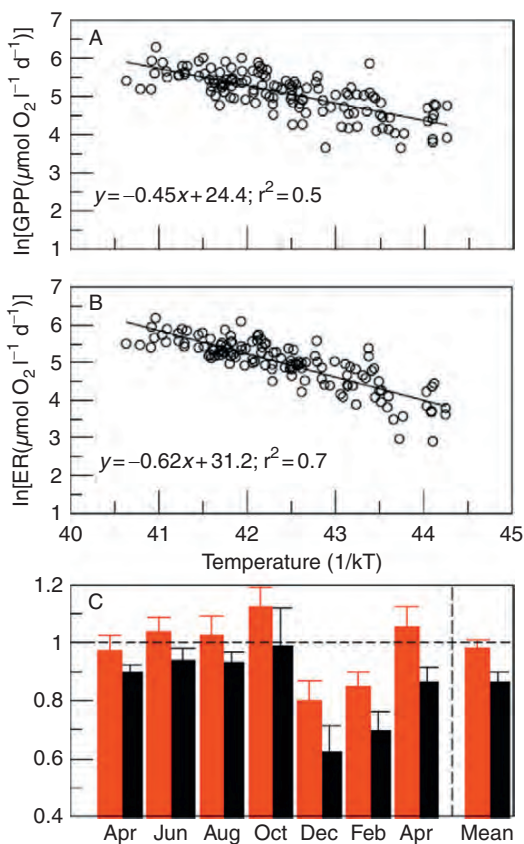 A
ln[GPP(μmol O₂ l⁻¹ d⁻¹)]
7
6
5
4
3
2
1
y=−0.45x+24.4; r²=0.5
B
ln[ER(μmol O₂ l⁻¹ d⁻¹)]
7
6
5
4
3
2
1
y=−0.62x+31.2; r²=0.7
40 41 42 43 44 45
Temperature (1/kT)
C
1.2
1
0.8
0.6
0.4
Apr Jun Aug Oct Dec Feb Apr Mean